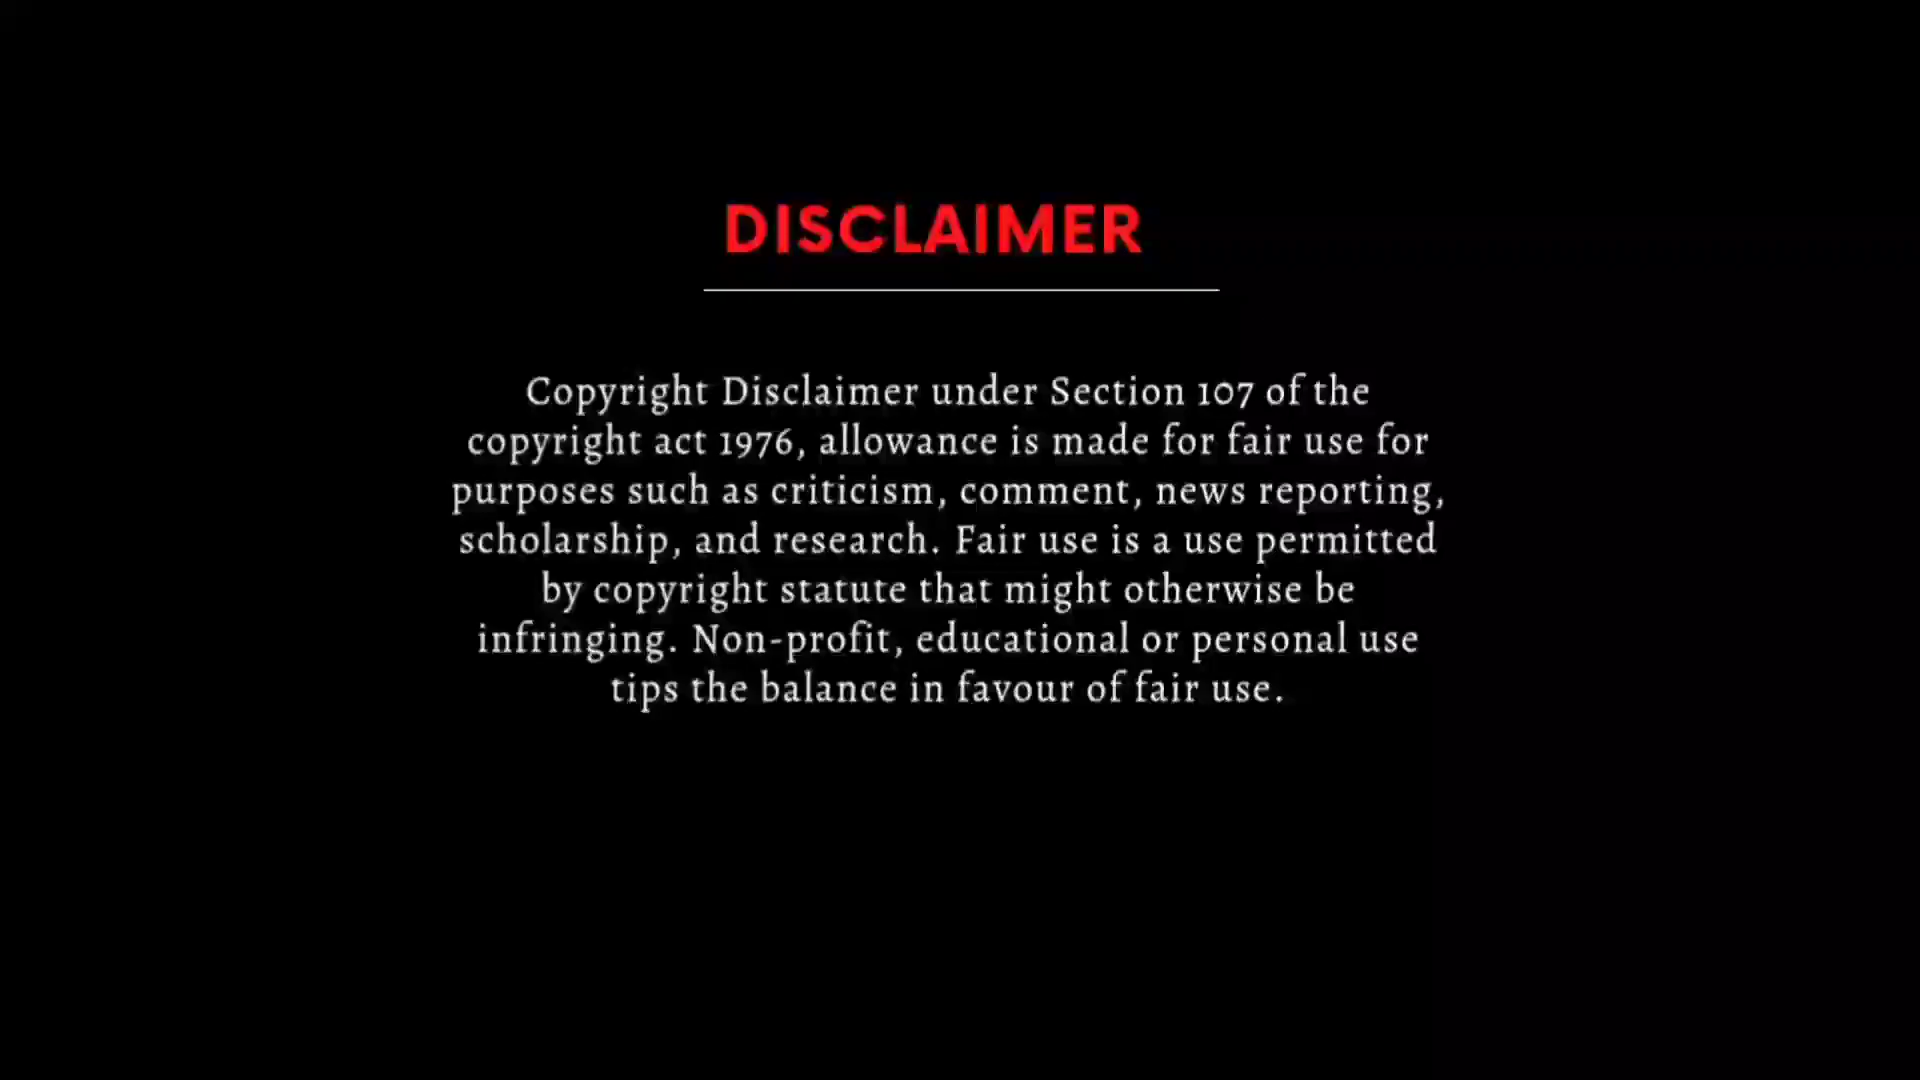 DISCLAIMER
Copyright Disclaimer under Section 107 of the
copyright act 1976, allowance is made for fair use for
purposes such as criticism, comment, news reporting,
scholarship, and research. Fair use is a use permitted
by copyright statute that might otherwise be
infringing. Non-profit, educational or personal use
tips the balance in favour of fair use.